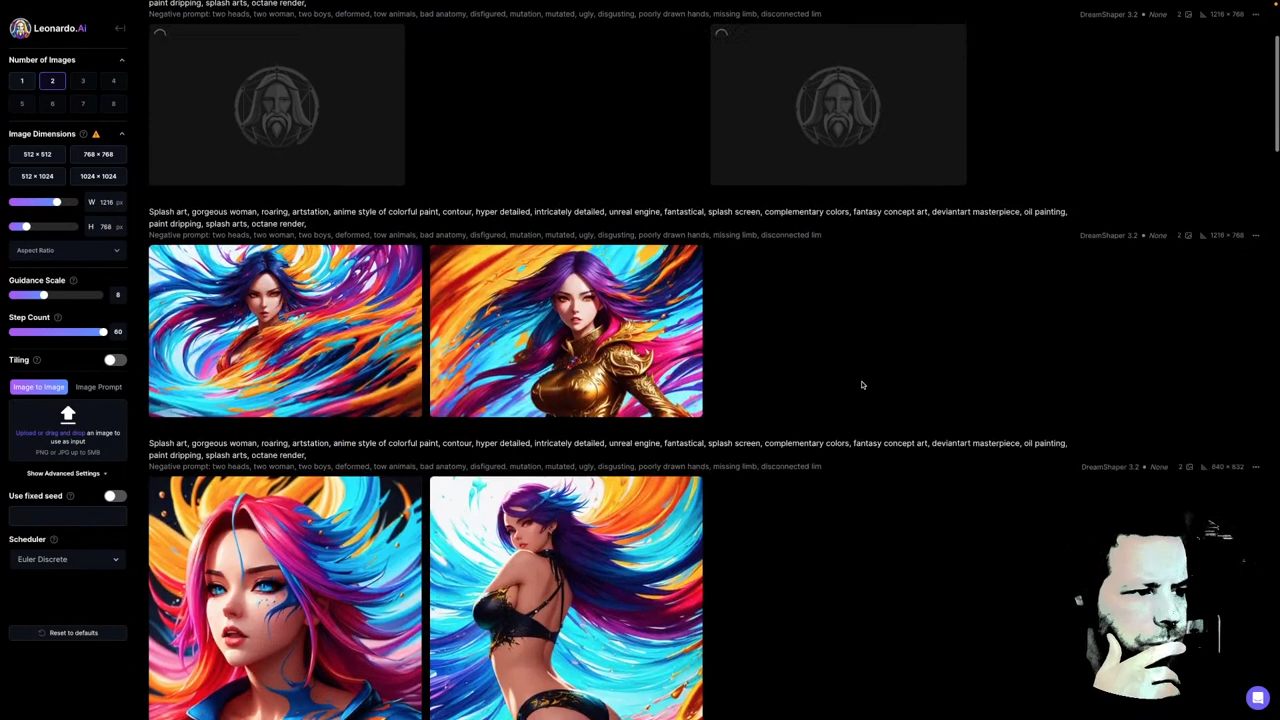 paint dripping, splash arts, octane render,
Negative prompt: two heads, two woman, two boys, deformed, tow animals, bad anatomy, disfigured, mutation, mutated, ugly, disgusting, poorly drawn hands, missing limb, disconnected lim
DreamShaper 3.2 • None 2 1216 × 768 •••
Leonardo.Ai
Number of Images
1 2 3 4
5 6 7 8
Image Dimensions
512 × 512 768 × 768
512 × 1024 1024 × 1024
W 1216 px
H 768 px
Aspect Ratio
Guidance Scale
8
Step Count
60
Tiling
Image to Image Image Prompt
Upload or drag and drop an image to
use as input
PNG or JPG up to 5MB
Show Advanced Settings
Use fixed seed
Scheduler
Euler Discrete
Reset to defaults
Splash art, gorgeous woman, roaring, artstation, anime style of colorful paint, contour, hyper detailed, intricately detailed, unreal engine, fantastical, splash screen, complementary colors, fantasy concept art, deviantart masterpiece, oil painting,
paint dripping, splash arts, octane render,
Negative prompt: two heads, two woman, two boys, deformed, tow animals, bad anatomy, disfigured, mutation, mutated, ugly, disgusting, poorly drawn hands, missing limb, disconnected lim
DreamShaper 3.2 • None 2 1216 × 768 •••
Splash art, gorgeous woman, roaring, artstation, anime style of colorful paint, contour, hyper detailed, intricately detailed, unreal engine, fantastical, splash screen, complementary colors, fantasy concept art, deviantart masterpiece, oil painting,
paint dripping, splash arts, octane render,
Negative prompt: two heads, two woman, two boys, deformed, tow animals, bad anatomy, disfigured, mutation, mutated, ugly, disgusting, poorly drawn hands, missing limb, disconnected lim
DreamShaper 3.2 • None 2 640 × 832 •••